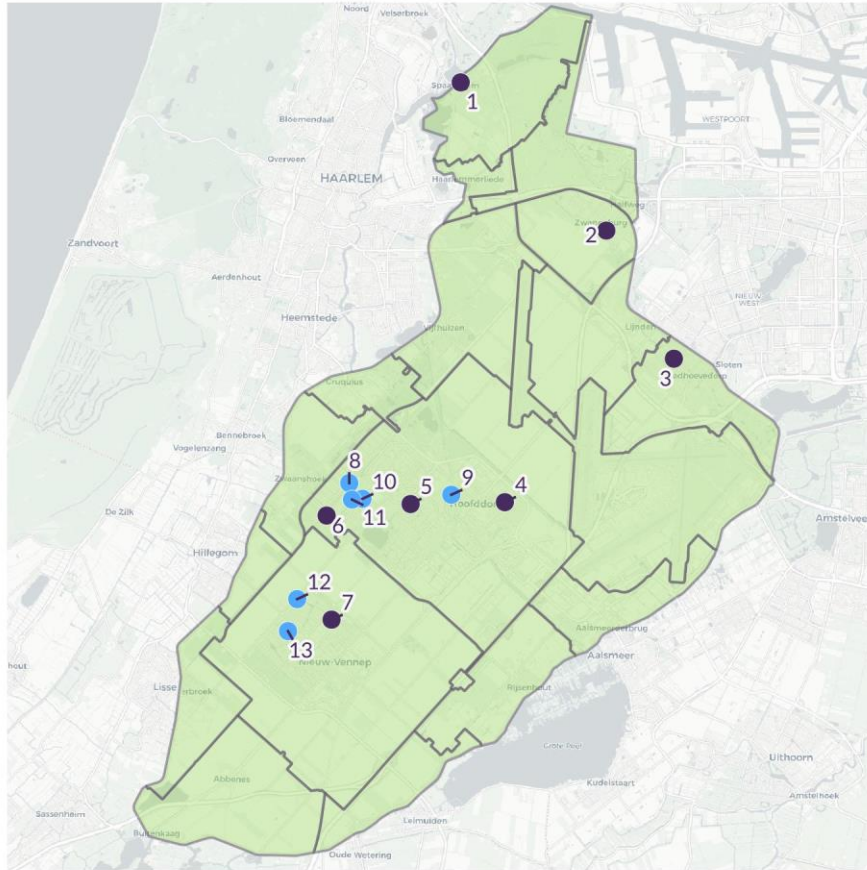 Noord
Velserbroek
1
Bloemendaal
WESTPOORT
Overveen
HAARLEM
Haarlemmerliede
2
Zandvoort
Aerdenhout
NIEUW
WEST
Heemstede
Vijfhuizen
Lijnden
Sloten
3
Cruquius
Bennebroek
Vogelenzang
8
9
10
5
4
11
6
De Zilk
Amstelveen
Hillegom
12
7
13
Aalsmeerderbrug
Aalsmeer
Nieuw-Vennep
Lisse
Rijsenhout
Uithoorn
Abbenes
Kudelstaart
Amstelhoek
Sassenheim
Leimuiden
Buitenkaag
Oude Wetering